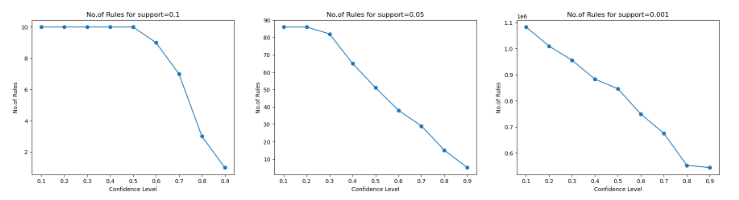 No.of Rules for support=0.1
No.of Rules
10
8
6
4
2
0.1 0.2 0.3 0.4 0.5 0.6 0.7 0.8 0.9
Confidence Level
No.of Rules for support=0.05
No.of Rules
90
80
70
60
50
40
30
20
10
0.1 0.2 0.3 0.4 0.5 0.6 0.7 0.8 0.9
Confidence Level
No.of Rules for support=0.001
1e6
No.of Rules
1.1
1.0
0.9
0.8
0.7
0.6
0.1 0.2 0.3 0.4 0.5 0.6 0.7 0.8 0.9
Confidence Level